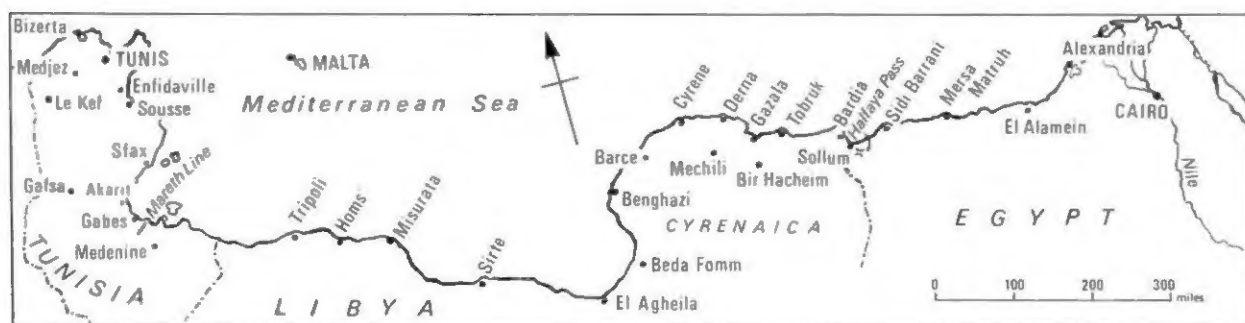 Bizerta
TUNIS
Medjez
Enfidaville
Le Kef
Sousse
MALTA
Mediterranean Sea
Sfax
Gafsa
Akarit
Mareth Line
Gabes
Medenine
TUNISIA
Tripoli
Homs
Misurata
Sirte
LIBYA
El Agheila
Beda Fomm
Benghazi
Barce
Cyrene
Derna
Gazala
Tobruk
Mechili
Bir Hacheim
CYRENAICA
Bardia
Halfaya Pass
Sollum
Sidi Barrani
Mersa
Matruh
El Alamein
Alexandria
CAIRO
Nile
EGYPT
0 100 200 300
miles